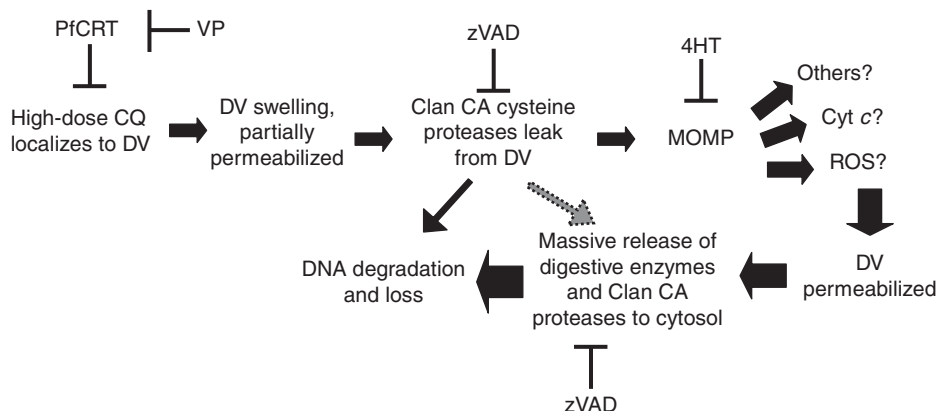 PfCRT
VP
zVAD
4HT
High-dose CQ
localizes to DV
DV swelling,
partially
permeabilized
Clan CA cysteine
proteases leak
from DV
MOMP
Others?
Cyt c?
ROS?
DNA degradation
and loss
Massive release of
digestive enzymes
and Clan CA
proteases to cytosol
DV
permeabilized
zVAD